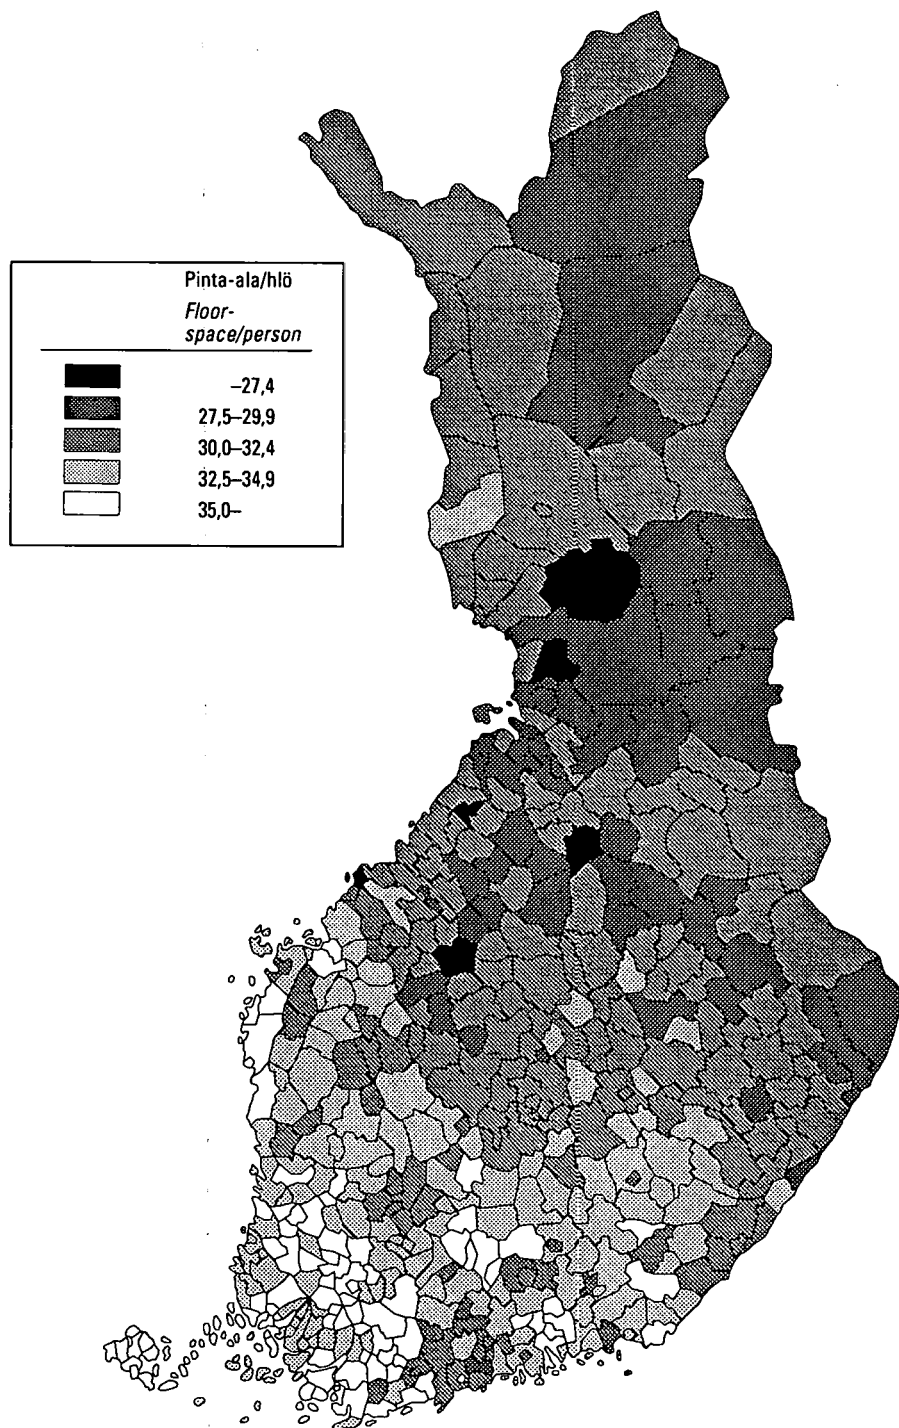 Pinta-ala/hlö
Floor-
space/person
–27,4
27,5–29,9
30,0–32,4
32,5–34,9
35,0–